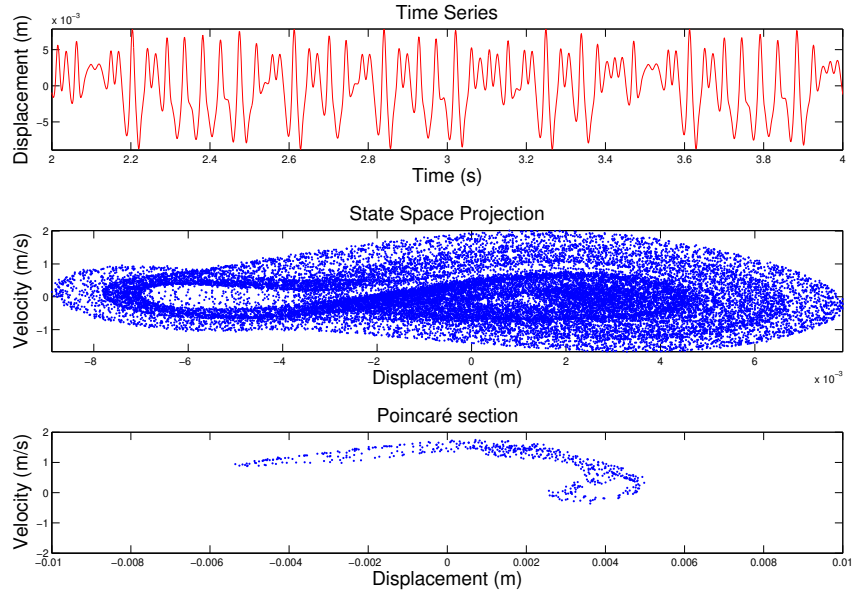 Time Series
x 10⁻³
Displacement (m)
5
0
−5
2 2.2 2.4 2.6 2.8 3 3.2 3.4 3.6 3.8 4
Time (s)
State Space Projection
Velocity (m/s)
2
1
0
−1
−8 −6 −4 −2 0 2 4 6
x 10⁻³
Displacement (m)
Poincaré section
Velocity (m/s)
2
1
0
−1
−2
−0.01 −0.008 −0.006 −0.004 −0.002 0 0.002 0.004 0.006 0.008 0.01
Displacement (m)